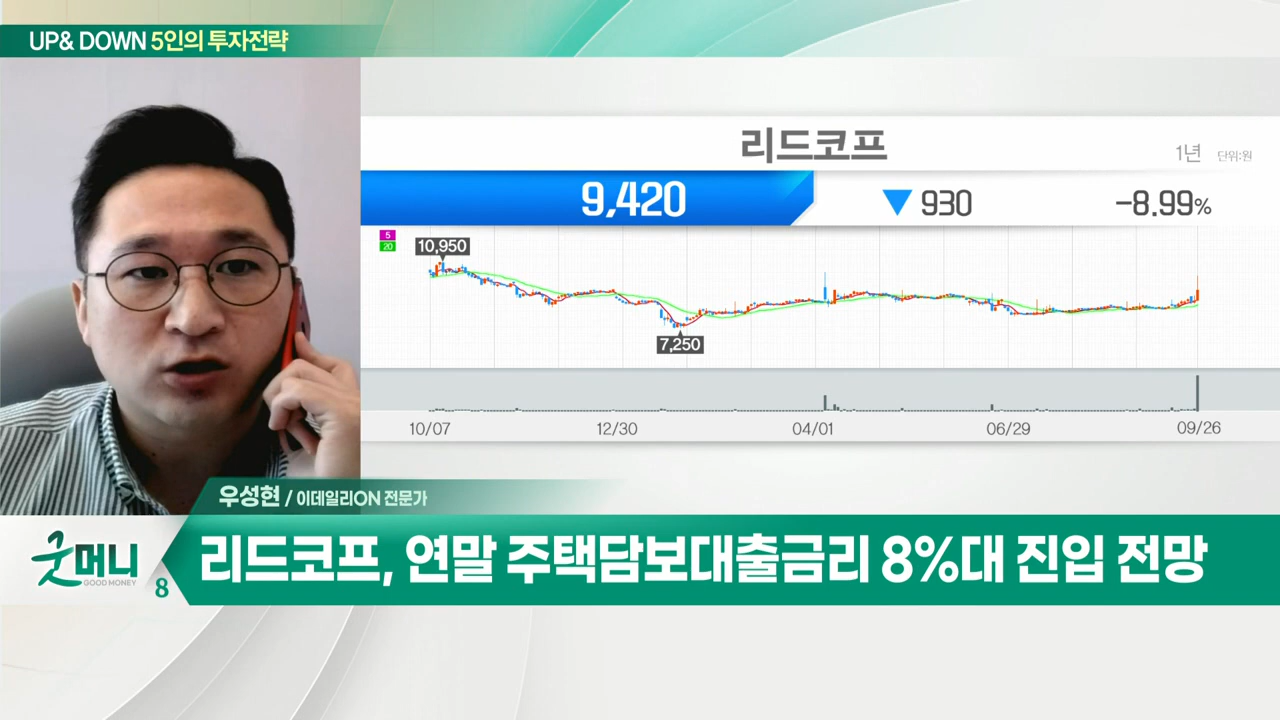 UP& DOWN 5인의 투자전략
리드코프
1년 단위:원
9,420 ▼ 930 -8.99%
5
20
10,950
7,250
10/07 12/30 04/01 06/29 09/26
우성현 / 이데일리ON 전문가
굿머니
GOOD MONEY
8
리드코프, 연말 주택담보대출금리 8%대 진입 전망